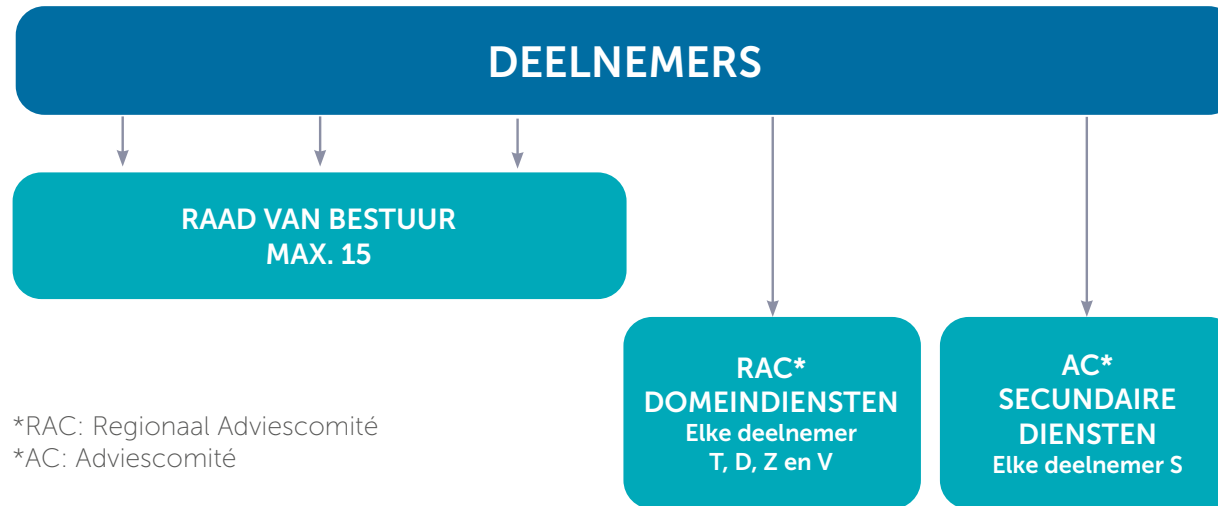 DEELNEMERS
RAAD VAN BESTUUR
MAX. 15
RAC*
DOMEINDIENSTEN
Elke deelnemer
T, D, Z en V
AC*
SECUNDAIRE
DIENSTEN
Elke deelnemer S
*RAC: Regionaal Adviescomité
*AC: Adviescomité